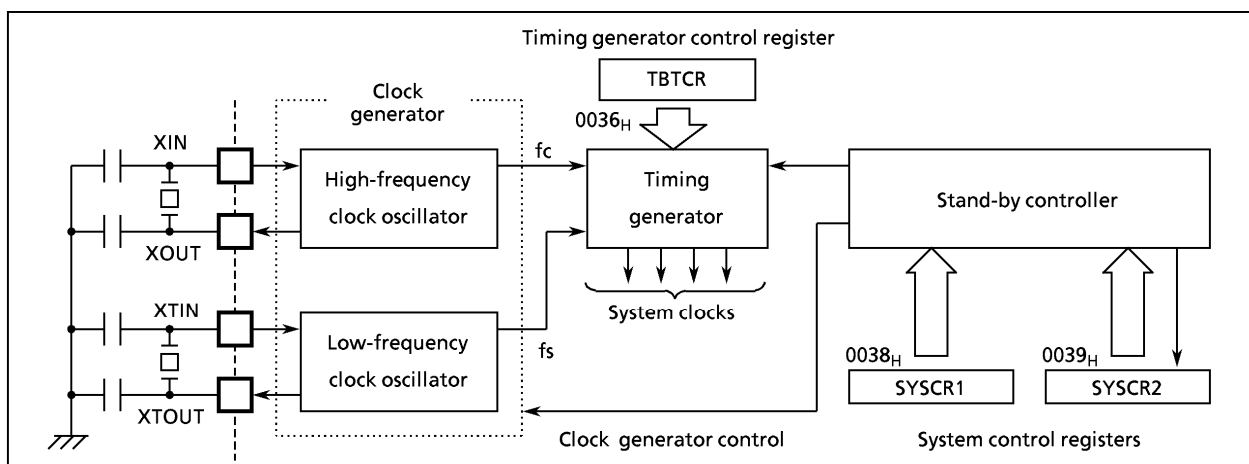 Timing generator control register
TBTCR
0036H
Clock
generator
XIN
XOUT
High-frequency
clock oscillator
fc
Timing
generator
Stand-by controller
System clocks
XTIN
XTOUT
Low-frequency
clock oscillator
fs
0038H
SYSCR1
0039H
SYSCR2
Clock generator control
System control registers